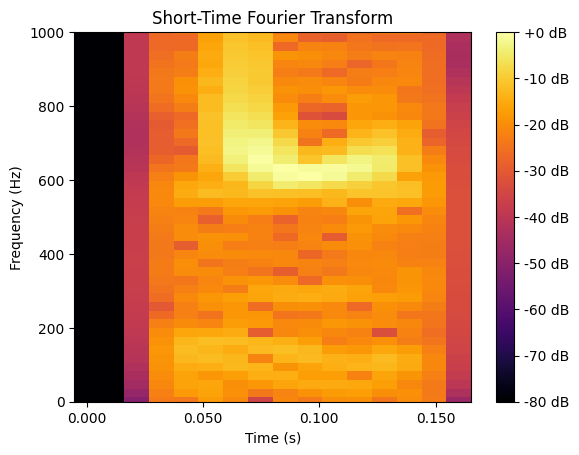 Short-Time Fourier Transform
1000
800
600
400
200
0
Frequency (Hz)
0.000
0.050
0.100
0.150
Time (s)
+0 dB
-10 dB
-20 dB
-30 dB
-40 dB
-50 dB
-60 dB
-70 dB
-80 dB